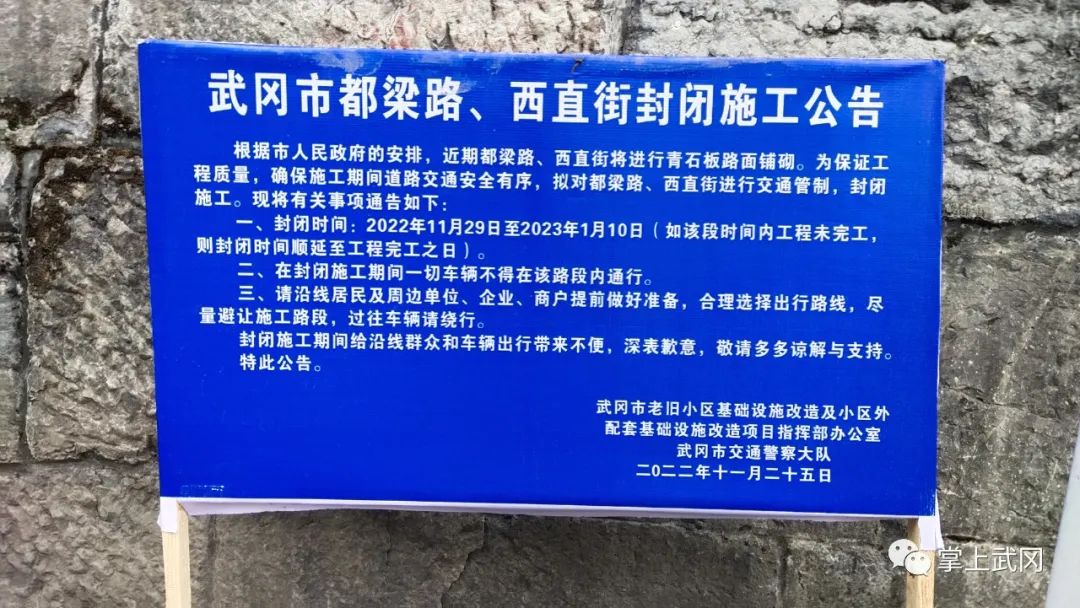 武冈市都梁路、西直街封闭施工公告
根据市人民政府的安排，近期都梁路、西直街将进行青石板路面铺砌。为保证工
程质量，确保施工期间道路交通安全有序，拟对都梁路、西直街进行交通管制，封闭
施工。现将有关事项通告如下：
一、封闭时间：2022年11月29日至2023年1月10日（如该段时间内工程未完工，
则封闭时间顺延至工程完工之日）。
二、在封闭施工期间一切车辆不得在该路段内通行。
三、请沿线居民及周边单位、企业、商户提前做好准备，合理选择出行路线，尽
量避让施工路段，过往车辆请绕行。
封闭施工期间给沿线群众和车辆出行带来不便，深表歉意，敬请多多谅解与支持。
特此公告。
武冈市老旧小区基础设施改造及小区外
配套基础设施改造项目指挥部办公室
武冈市交通警察大队
二0二二年十一月二十五日
掌上武冈